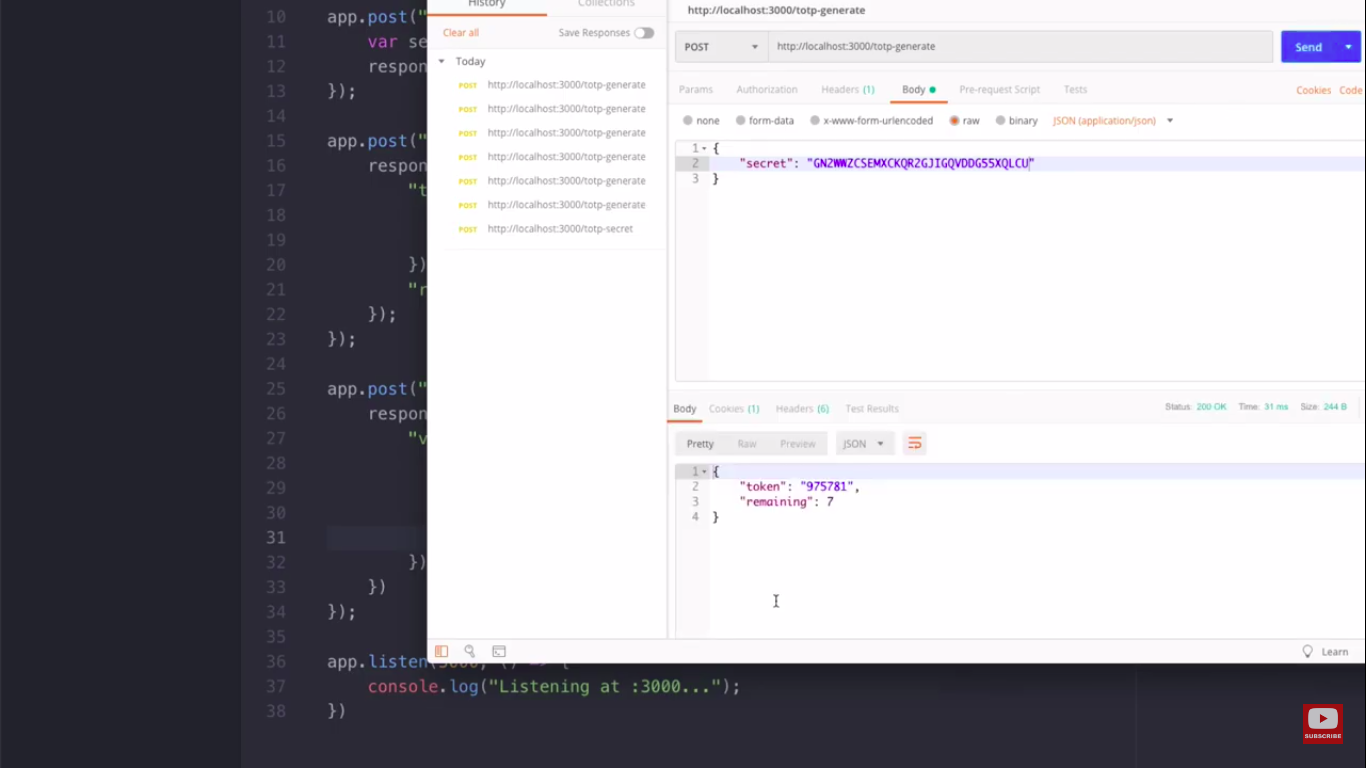 10 app.post("
11 var se
12 respon
13 });
14
15 app.post("
16 respon
17 "t
18
19
20 })
21 "r
22 });
23 });
24
25 app.post("
26 respon
27 "v
28
29
30
31
32 })
33 })
34 });
35
36 app.listen(3000, () => {
37 console.log("Listening at :3000...");
38 })
History Collections
Clear all Save Responses
Today
POST http://localhost:3000/totp-generate
POST http://localhost:3000/totp-generate
POST http://localhost:3000/totp-generate
POST http://localhost:3000/totp-generate
POST http://localhost:3000/totp-generate
POST http://localhost:3000/totp-generate
POST http://localhost:3000/totp-secret
http://localhost:3000/totp-generate
POST http://localhost:3000/totp-generate Send
Params Authorization Headers (1) Body Pre-request Script Tests Cookies Code
none form-data x-www-form-urlencoded raw binary JSON (application/json)
1 {
2 "secret": "GN2WWZCSEMXCKQR2GJIGQVDDG55XQLCU"
3 }
Body Cookies (1) Headers (6) Test Results Status: 200 OK Time: 31 ms Size: 244 B
Pretty Raw Preview JSON
1 {
2 "token": "975781",
3 "remaining": 7
4 }
Learn
SUBSCRIBE